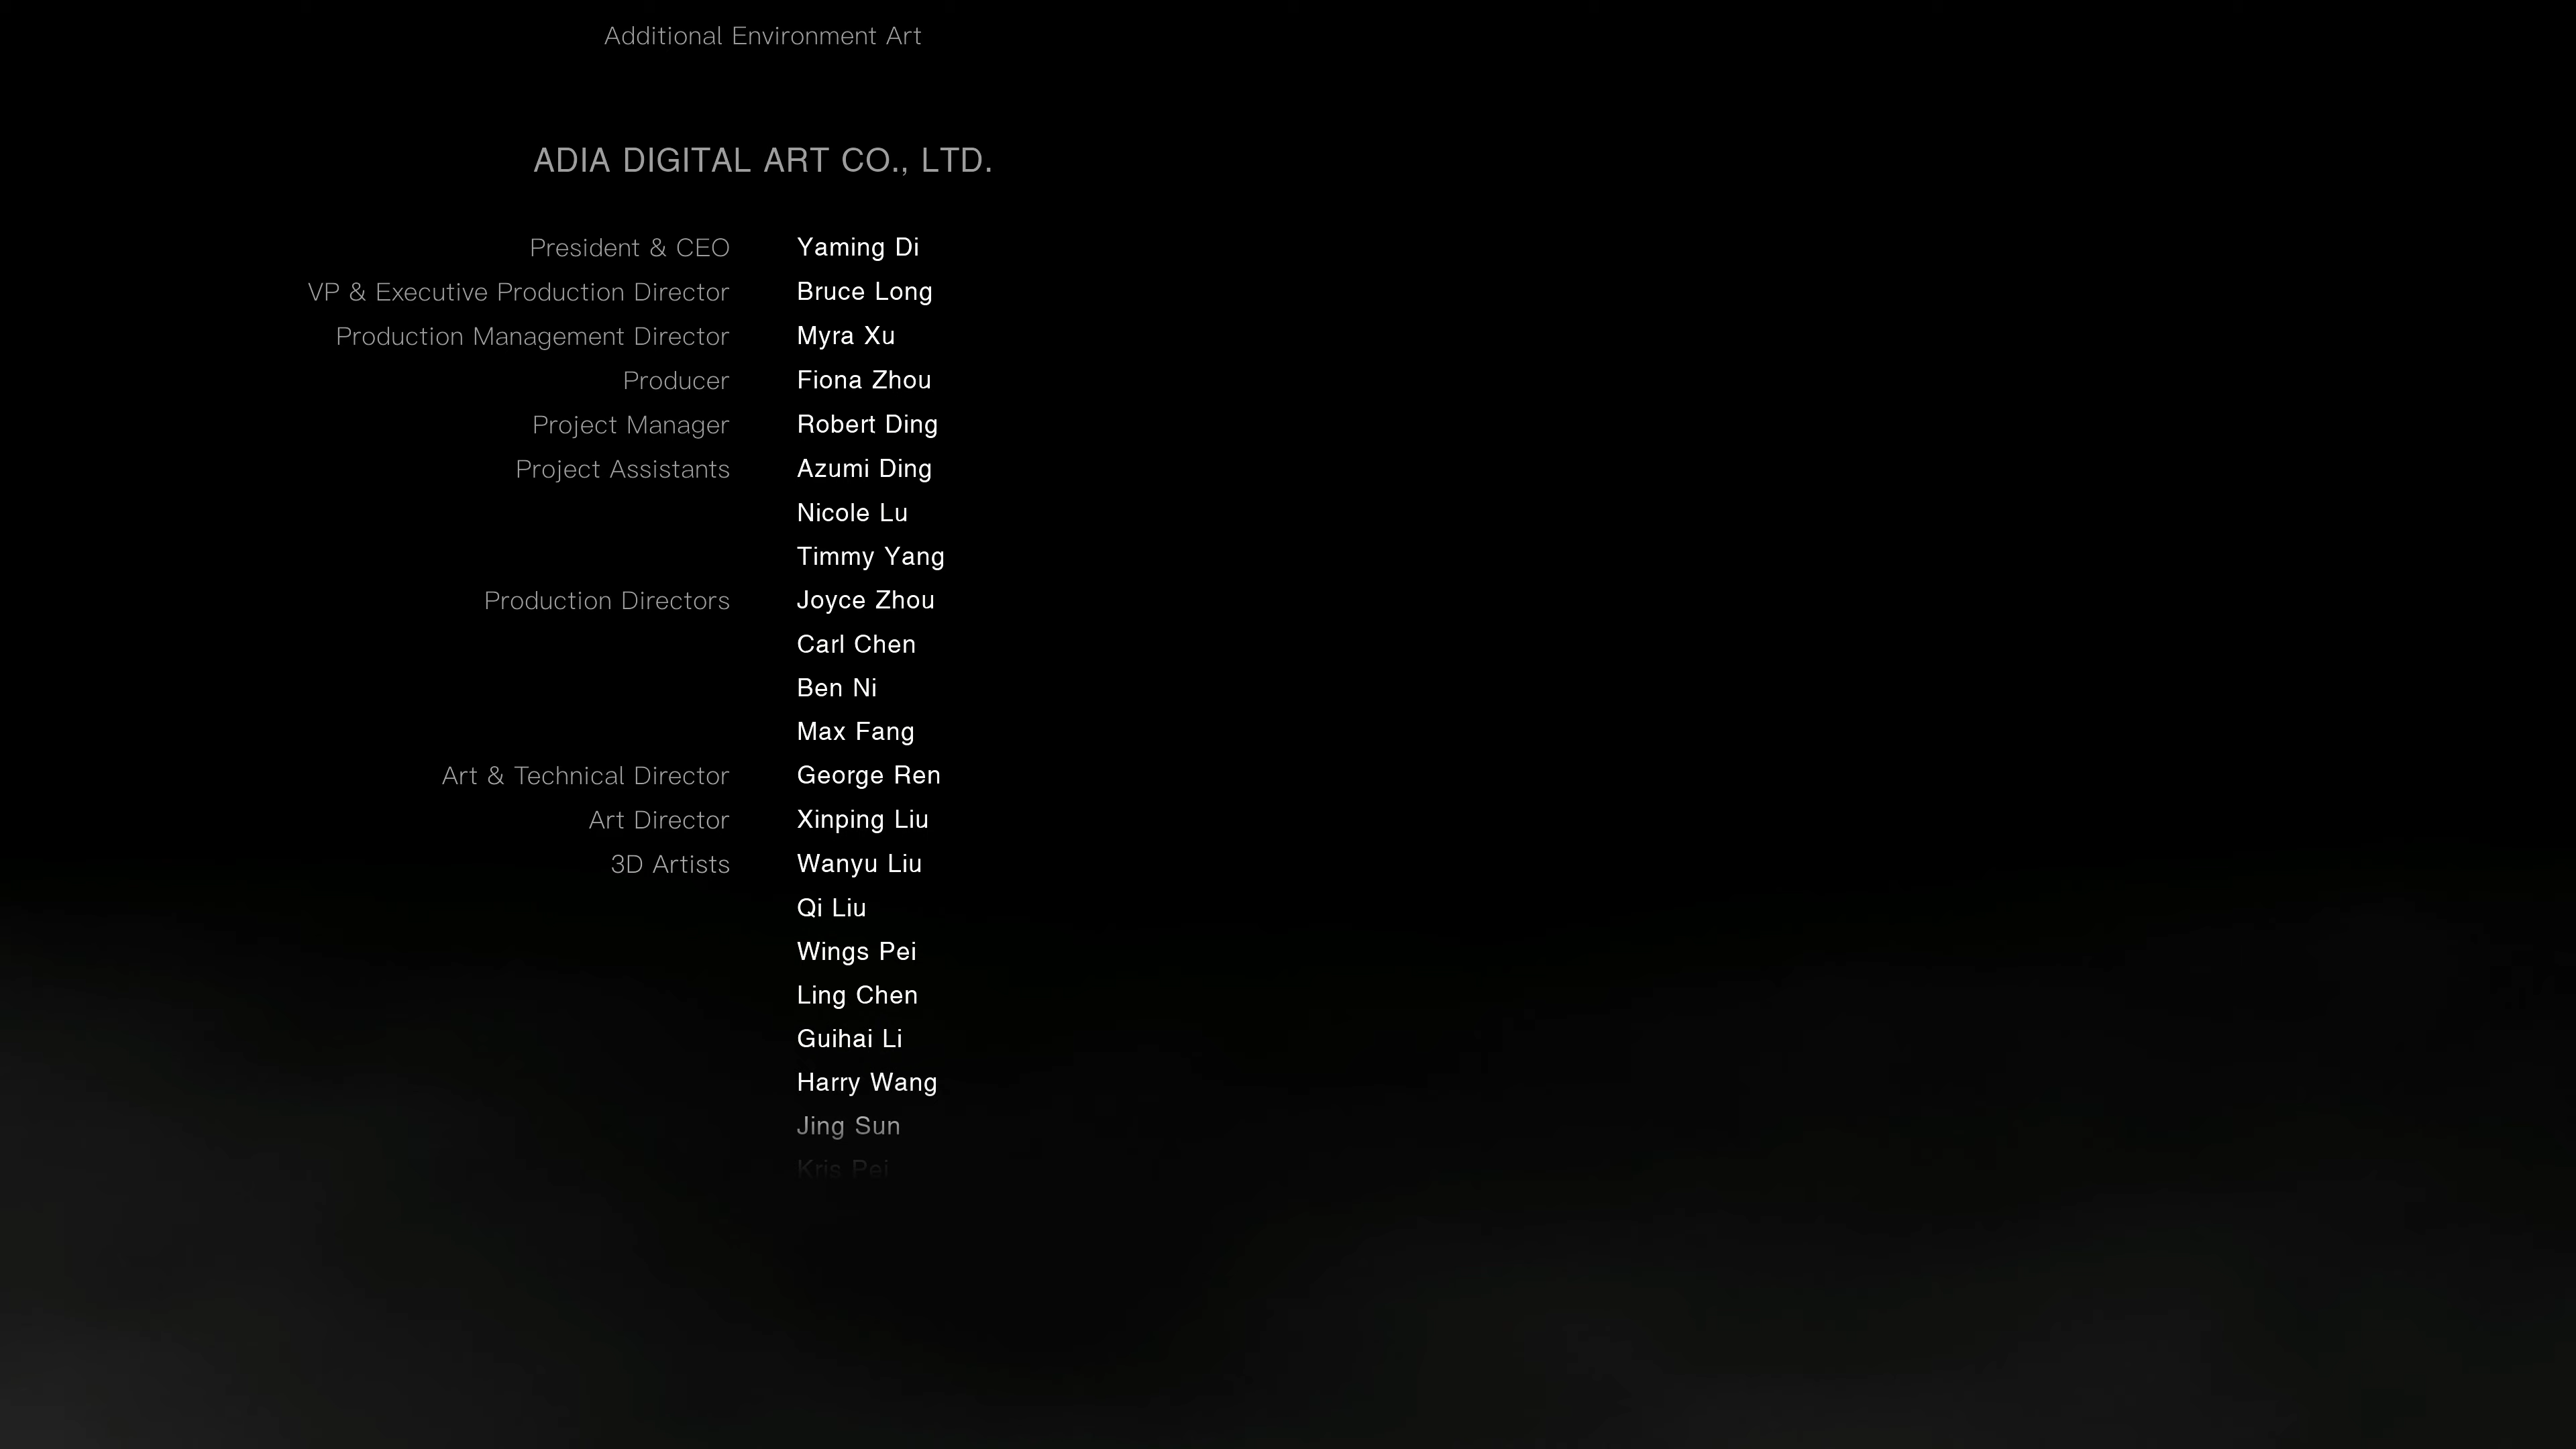 Additional Environment Art
ADIA DIGITAL ART CO., LTD.
President & CEO Yaming Di
VP & Executive Production Director Bruce Long
Production Management Director Myra Xu
Producer Fiona Zhou
Project Manager Robert Ding
Project Assistants Azumi Ding
Nicole Lu
Timmy Yang
Production Directors Joyce Zhou
Carl Chen
Ben Ni
Max Fang
Art & Technical Director George Ren
Art Director Xinping Liu
3D Artists Wanyu Liu
Qi Liu
Wings Pei
Ling Chen
Guihai Li
Harry Wang
Jing Sun
Kris Pei